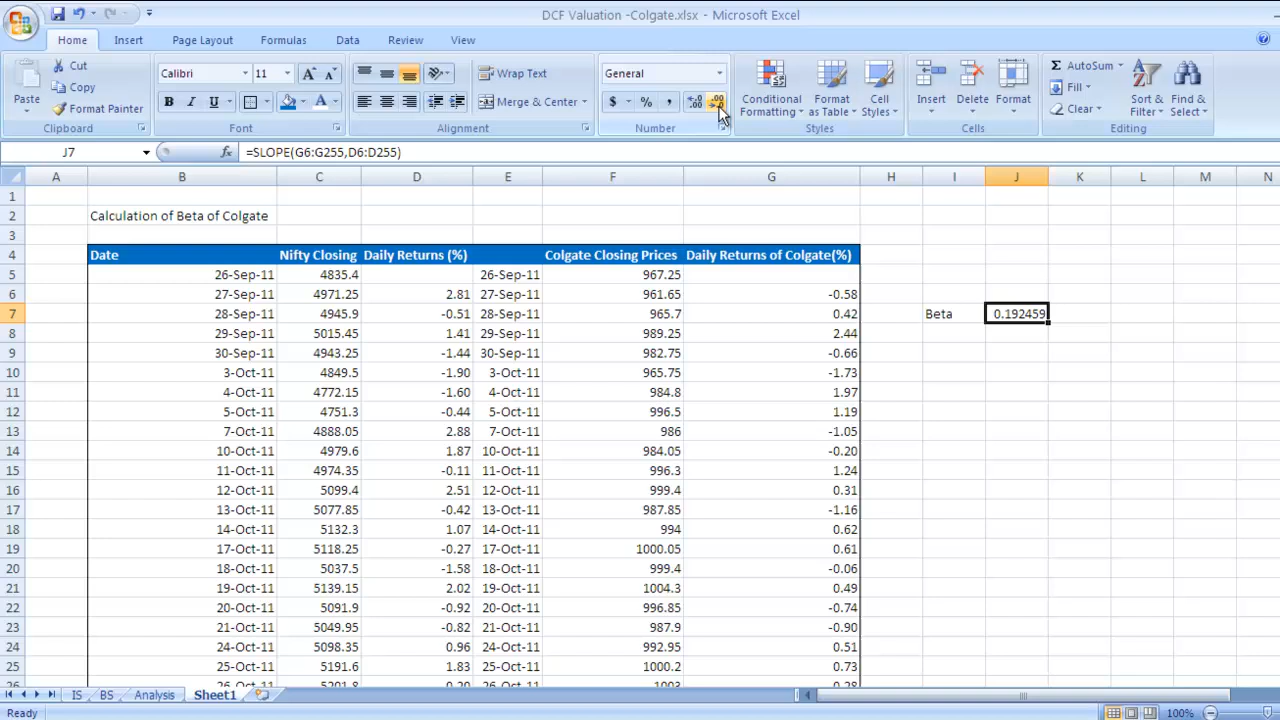 DCF Valuation -Colgate.xlsx - Microsoft Excel
Home Insert Page Layout Formulas Data Review View
Paste Cut Copy Format Painter Clipboard
Calibri 11 B I U A A A Font
Wrap Text Merge & Center Alignment
General $ % , .0 .00 .00 .0 Number
Conditional Formatting Format as Table Cell Styles Styles
Insert Delete Format Cells
Σ AutoSum Fill Clear Sort & Filter Find & Select Editing
J7 fx =SLOPE(G6:G255,D6:D255)
A B C D E F G H I J K L M N
1
2 Calculation of Beta of Colgate
3
4 Date Nifty Closing Daily Returns (%) Colgate Closing Prices Daily Returns of Colgate(%)
5 26-Sep-11 4835.4 26-Sep-11 967.25
6 27-Sep-11 4971.25 2.81 27-Sep-11 961.65 -0.58
7 28-Sep-11 4945.9 -0.51 28-Sep-11 965.7 0.42 Beta 0.192459
8 29-Sep-11 5015.45 1.41 29-Sep-11 989.25 2.44
9 30-Sep-11 4943.25 -1.44 30-Sep-11 982.75 -0.66
10 3-Oct-11 4849.5 -1.90 3-Oct-11 965.75 -1.73
11 4-Oct-11 4772.15 -1.60 4-Oct-11 984.8 1.97
12 5-Oct-11 4751.3 -0.44 5-Oct-11 996.5 1.19
13 7-Oct-11 4888.05 2.88 7-Oct-11 986 -1.05
14 10-Oct-11 4979.6 1.87 10-Oct-11 984.05 -0.20
15 11-Oct-11 4974.35 -0.11 11-Oct-11 996.3 1.24
16 12-Oct-11 5099.4 2.51 12-Oct-11 999.4 0.31
17 13-Oct-11 5077.85 -0.42 13-Oct-11 987.85 -1.16
18 14-Oct-11 5132.3 1.07 14-Oct-11 994 0.62
19 17-Oct-11 5118.25 -0.27 17-Oct-11 1000.05 0.61
20 18-Oct-11 5037.5 -1.58 18-Oct-11 999.4 -0.06
21 19-Oct-11 5139.15 2.02 19-Oct-11 1004.3 0.49
22 20-Oct-11 5091.9 -0.92 20-Oct-11 996.85 -0.74
23 21-Oct-11 5049.95 -0.82 21-Oct-11 987.9 -0.90
24 24-Oct-11 5098.35 0.96 24-Oct-11 992.95 0.51
25 25-Oct-11 5191.6 1.83 25-Oct-11 1000.2 0.73
26 26-Oct-11 5201.8 0.20 26-Oct-11 1003 0.28
IS BS Analysis Sheet1
Ready 100%